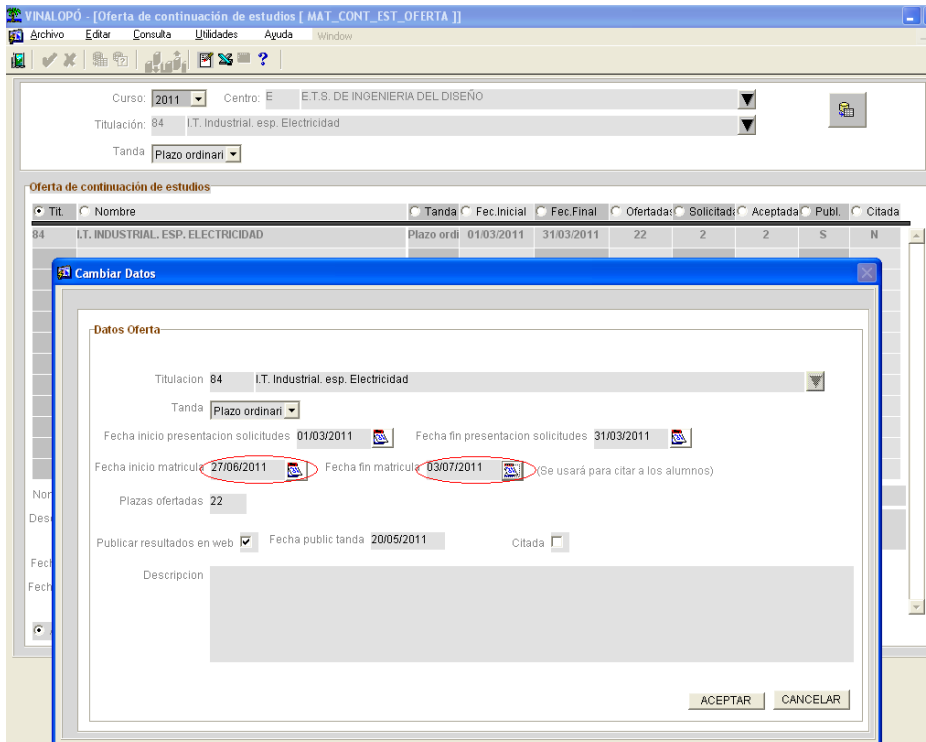 VINALOPÓ - [Oferta de continuación de estudios [ MAT_CONT_EST_OFERTA ]]
Archivo Editar Consulta Utilidades Ayuda Window
Curso: 2011 Centro: E E.T.S. DE INGENIERIA DEL DISEÑO
Titulación: 84 I.T. Industrial. esp. Electricidad
Tanda Plazo ordinari
Oferta de continuación de estudios
Tit. Nombre Tanda Fec.Inicial Fec.Final Ofertadas Solicitada Aceptada Publ. Citada
84 I.T. INDUSTRIAL. ESP. ELECTRICIDAD Plazo ordi 01/03/2011 31/03/2011 22 2 2 S N
Cambiar Datos
Datos Oferta
Titulacion 84 I.T. Industrial. esp. Electricidad
Tanda Plazo ordinari
Fecha inicio presentacion solicitudes 01/03/2011 Fecha fin presentacion solicitudes 31/03/2011
Fecha inicio matricula 27/06/2011 Fecha fin matricula 03/07/2011 (Se usará para citar a los alumnos)
Nor Plazas ofertadas 22
Des
Publicar resultados en web Fecha public tanda 20/05/2011 Citada
Fech
Descripcion
Fech
ACEPTAR CANCELAR